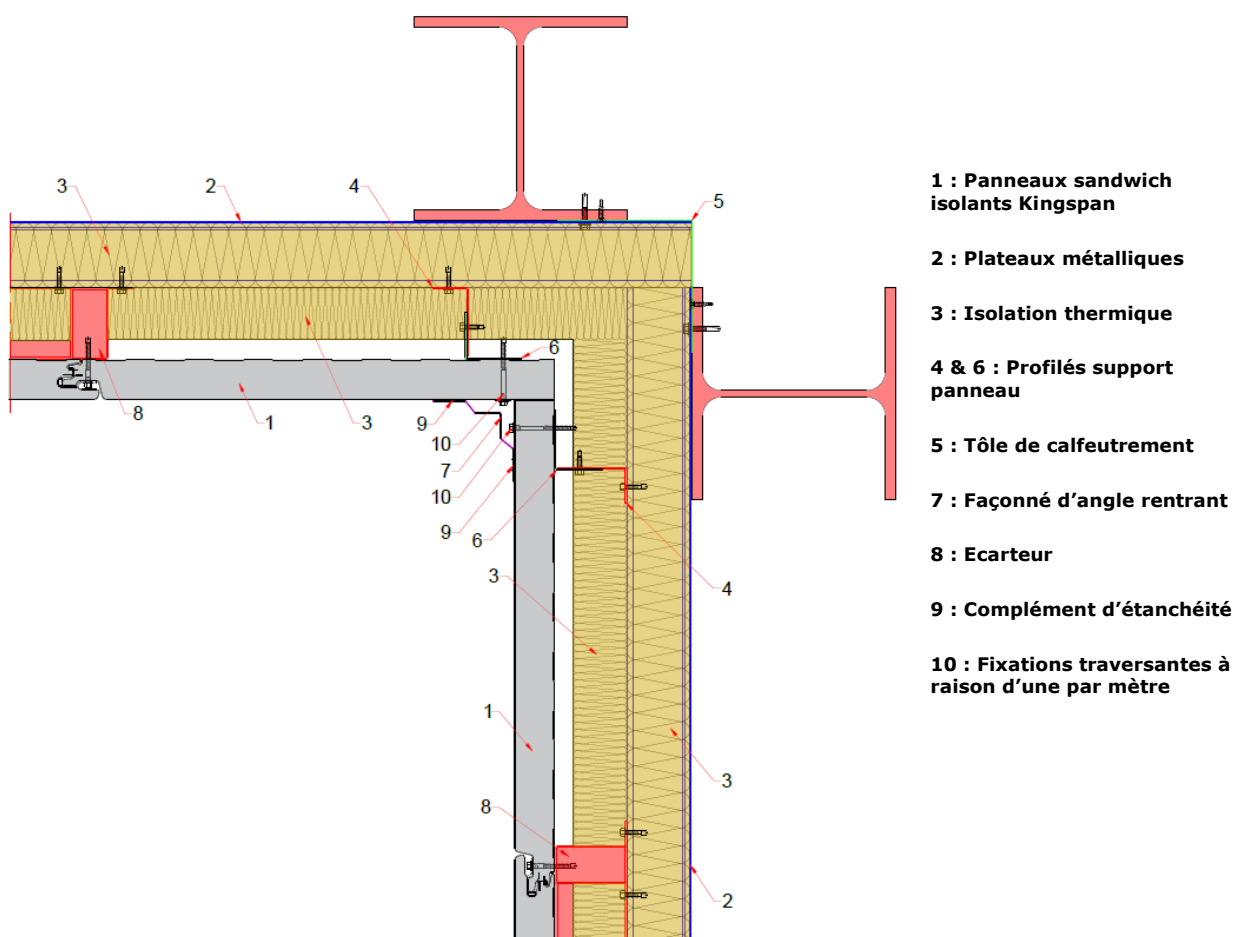 3
2
4
5
1 : Panneaux sandwich
isolants Kingspan
2 : Plateaux métalliques
3 : Isolation thermique
4 & 6 : Profilés support
panneau
5 : Tôle de calfeutrement
7 : Façonné d’angle rentrant
8 : Ecarteur
9 : Complément d’étanchéité
10 : Fixations traversantes à
raison d’une par mètre
6
8
1
3
9
10
7
10
9
6
3
4
1
3
8
2